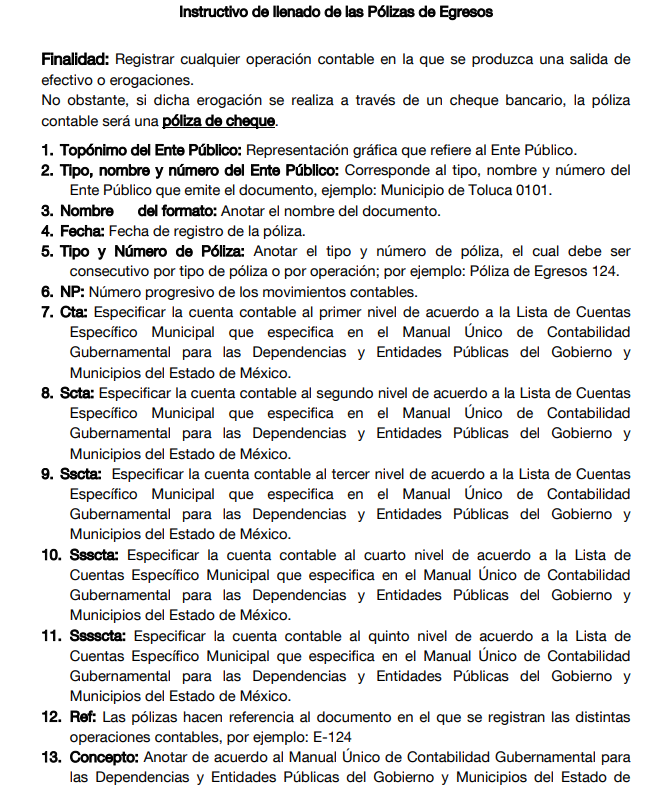 Instructivo de llenado de las Pólizas de Egresos
Finalidad: Registrar cualquier operación contable en la que se produzca una salida de
efectivo o erogaciones.
No obstante, si dicha erogación se realiza a través de un cheque bancario, la póliza
contable será una póliza de cheque.
1. Topónimo del Ente Público: Representación gráfica que refiere al Ente Público.
2. Tipo, nombre y número del Ente Público: Corresponde al tipo, nombre y número del
Ente Público que emite el documento, ejemplo: Municipio de Toluca 0101.
3. Nombre del formato: Anotar el nombre del documento.
4. Fecha: Fecha de registro de la póliza.
5. Tipo y Número de Póliza: Anotar el tipo y número de póliza, el cual debe ser
consecutivo por tipo de póliza o por operación; por ejemplo: Póliza de Egresos 124.
6. NP: Número progresivo de los movimientos contables.
7. Cta: Especificar la cuenta contable al primer nivel de acuerdo a la Lista de Cuentas
Específico Municipal que especifica en el Manual Único de Contabilidad
Gubernamental para las Dependencias y Entidades Públicas del Gobierno y
Municipios del Estado de México.
8. Scta: Especificar la cuenta contable al segundo nivel de acuerdo a la Lista de Cuentas
Específico Municipal que especifica en el Manual Único de Contabilidad
Gubernamental para las Dependencias y Entidades Públicas del Gobierno y
Municipios del Estado de México.
9. Sscta: Especificar la cuenta contable al tercer nivel de acuerdo a la Lista de Cuentas
Específico Municipal que especifica en el Manual Único de Contabilidad
Gubernamental para las Dependencias y Entidades Públicas del Gobierno y
Municipios del Estado de México.
10. Ssscta: Especificar la cuenta contable al cuarto nivel de acuerdo a la Lista de
Cuentas Específico Municipal que especifica en el Manual Único de Contabilidad
Gubernamental para las Dependencias y Entidades Públicas del Gobierno y
Municipios del Estado de México.
11. Sssscta: Especificar la cuenta contable al quinto nivel de acuerdo a la Lista de
Cuentas Específico Municipal que especifica en el Manual Único de Contabilidad
Gubernamental para las Dependencias y Entidades Públicas del Gobierno y
Municipios del Estado de México.
12. Ref: Las pólizas hacen referencia al documento en el que se registran las distintas
operaciones contables, por ejemplo: E-124
13. Concepto: Anotar de acuerdo al Manual Único de Contabilidad Gubernamental para
las Dependencias y Entidades Públicas del Gobierno y Municipios del Estado de